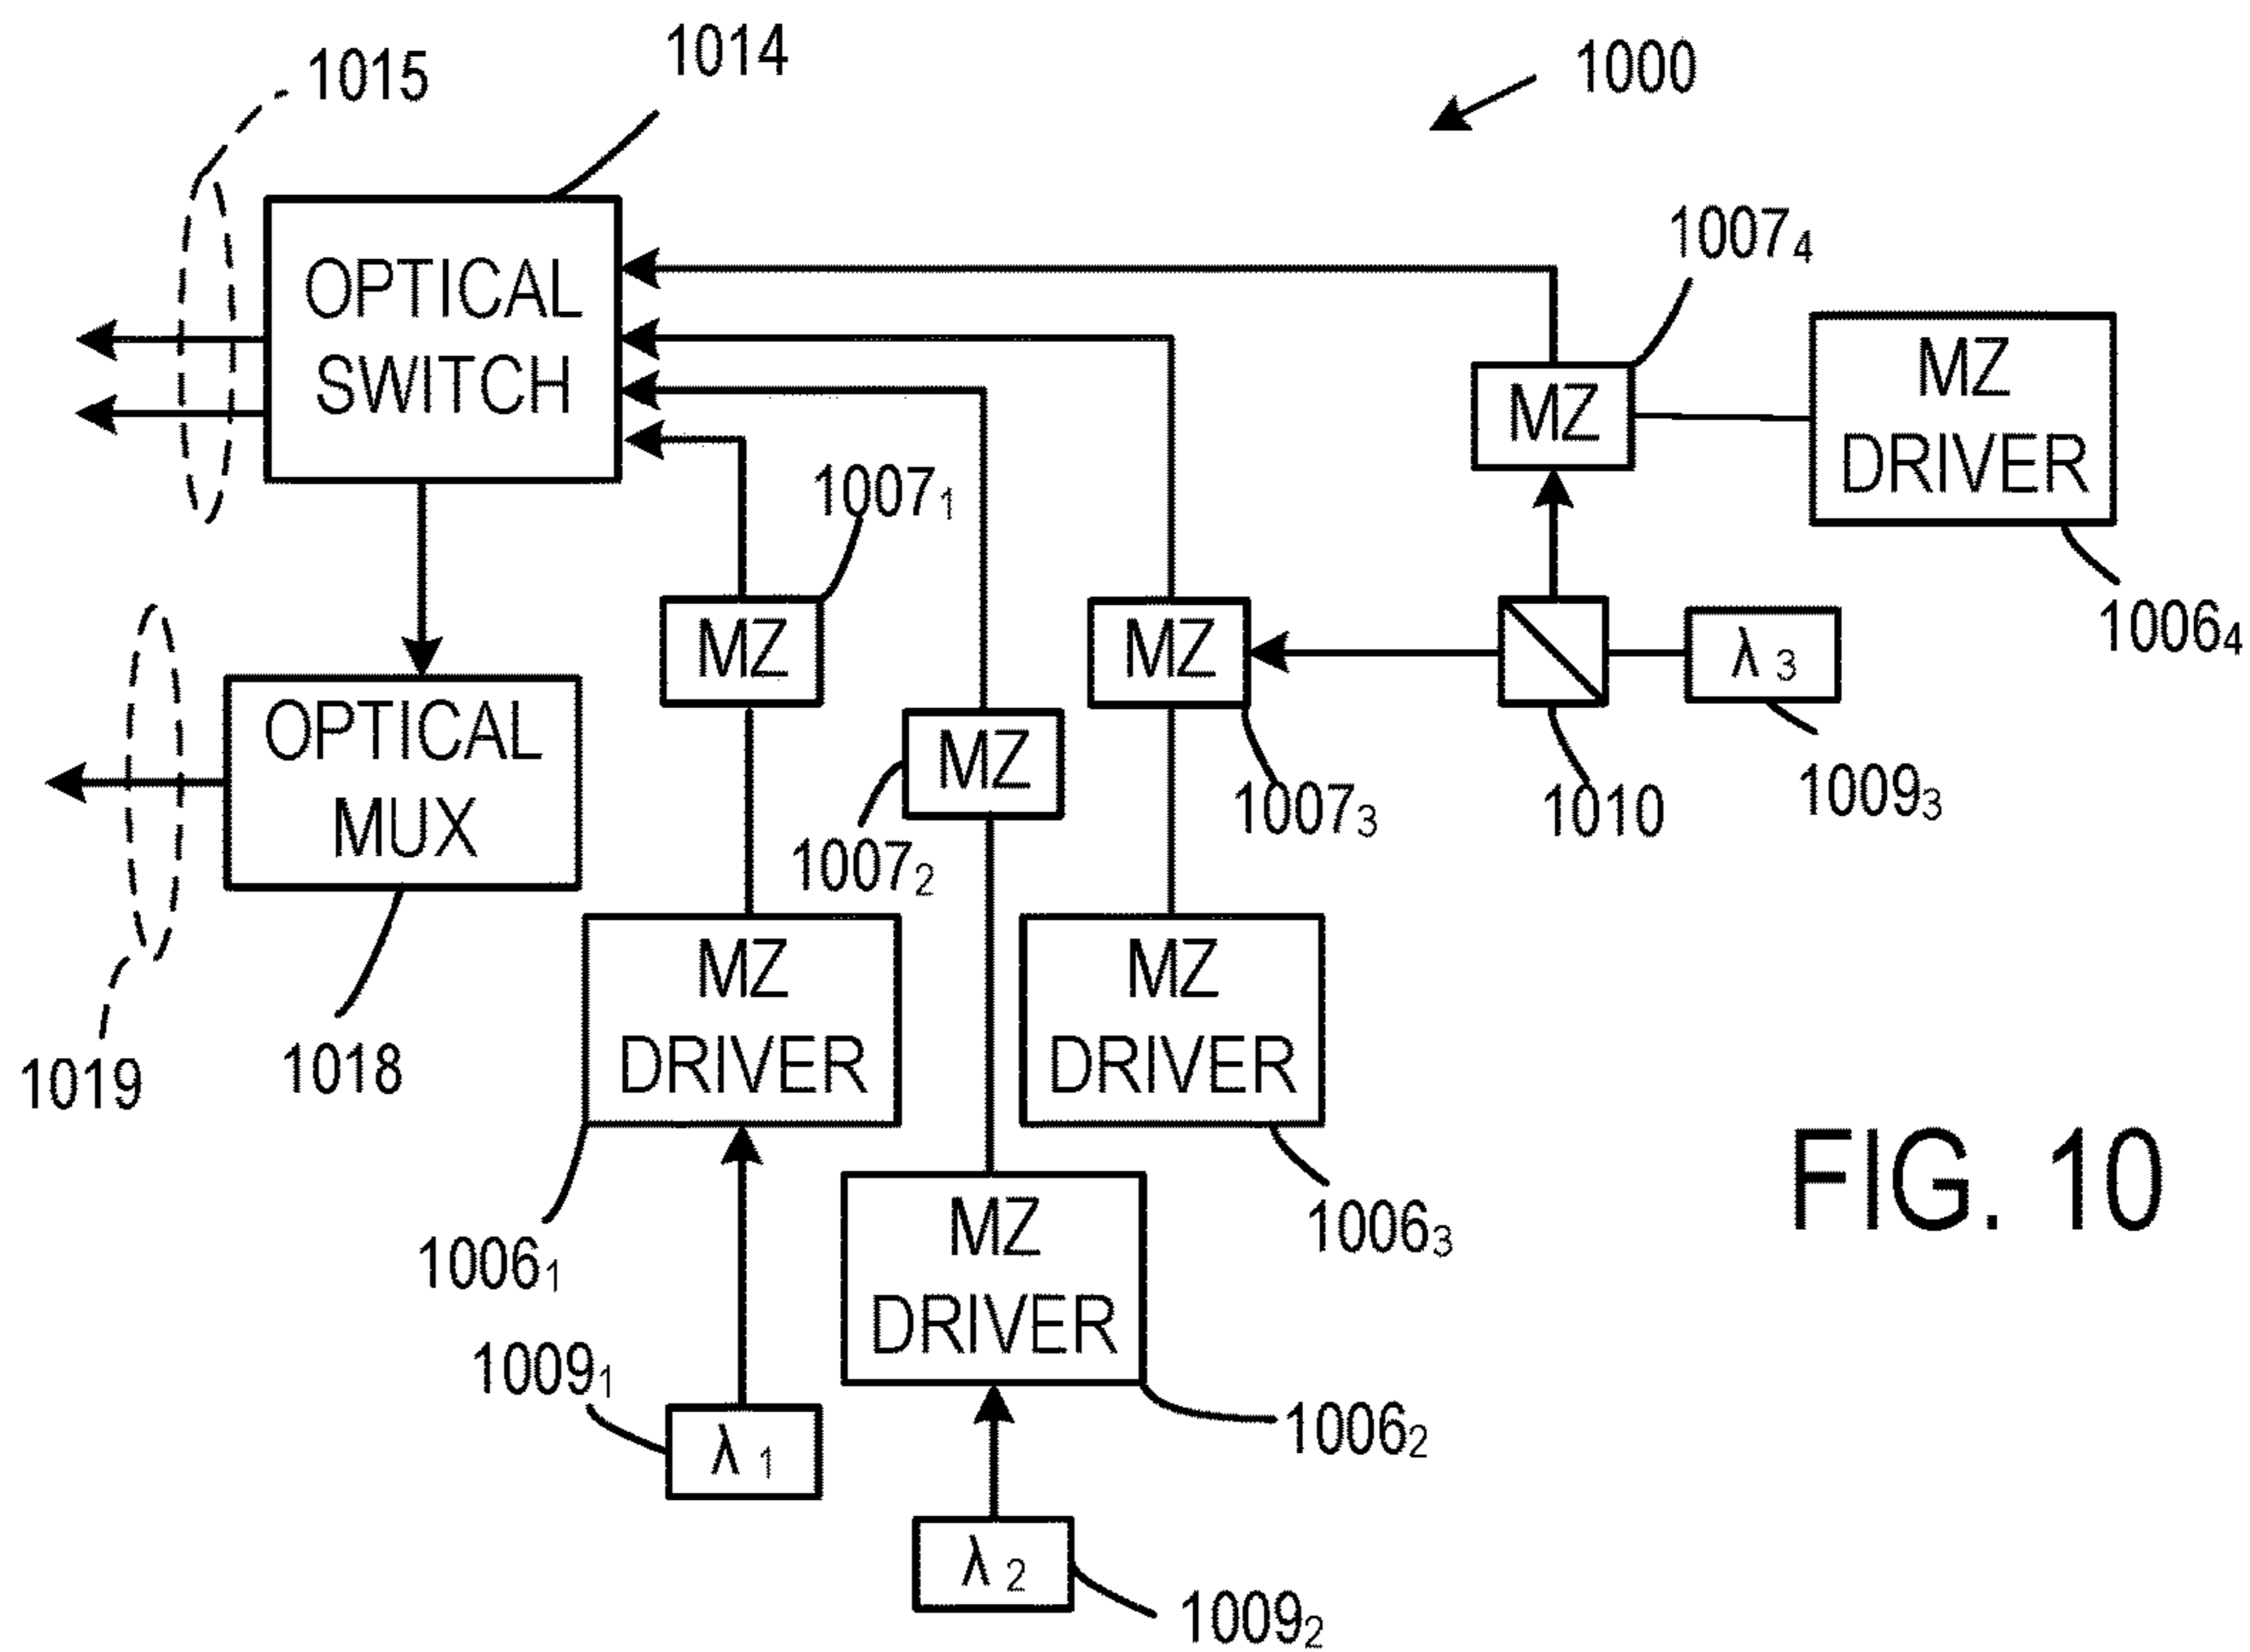 1015
1014
1000
OPTICAL
SWITCH
1007₄
MZ
MZ
DRIVER
1006₄
1007₁
MZ
MZ
λ 3
1009₃
1010
1007₃
MZ
1007₂
OPTICAL
MUX
1019
1018
MZ
DRIVER
1006₁
MZ
DRIVER
1006₃
MZ
DRIVER
1006₂
1009₁
λ 1
λ 2
1009₂
FIG. 10